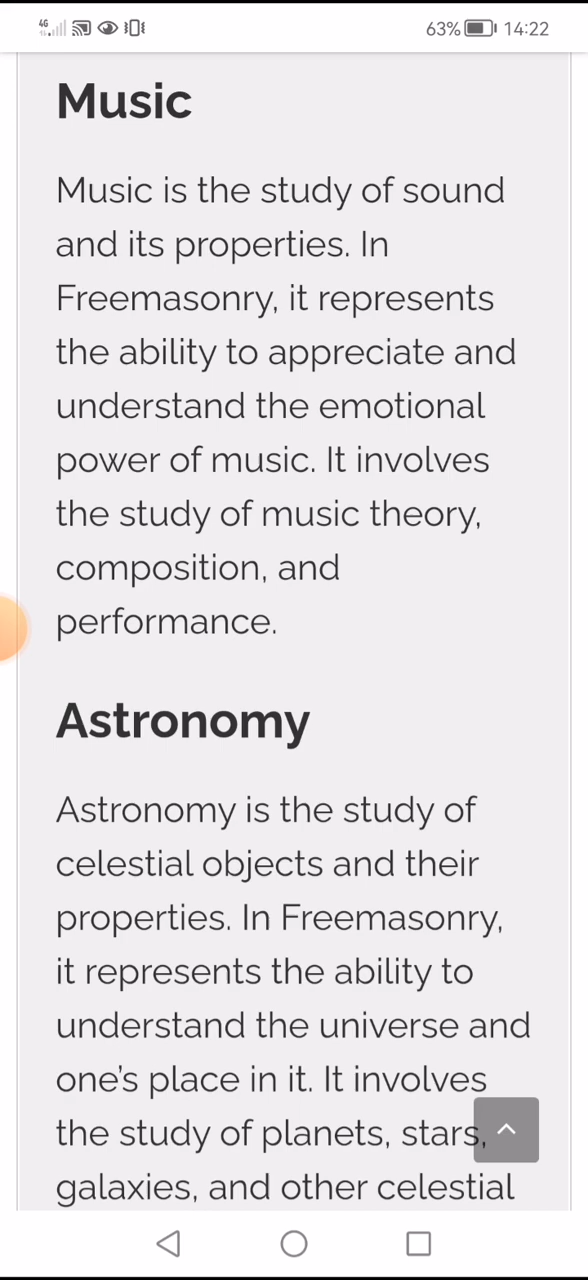 4G
63% 14:22
Music
Music is the study of sound
and its properties. In
Freemasonry, it represents
the ability to appreciate and
understand the emotional
power of music. It involves
the study of music theory,
composition, and
performance.
Astronomy
Astronomy is the study of
celestial objects and their
properties. In Freemasonry,
it represents the ability to
understand the universe and
one's place in it. It involves
the study of planets, stars,
galaxies, and other celestial